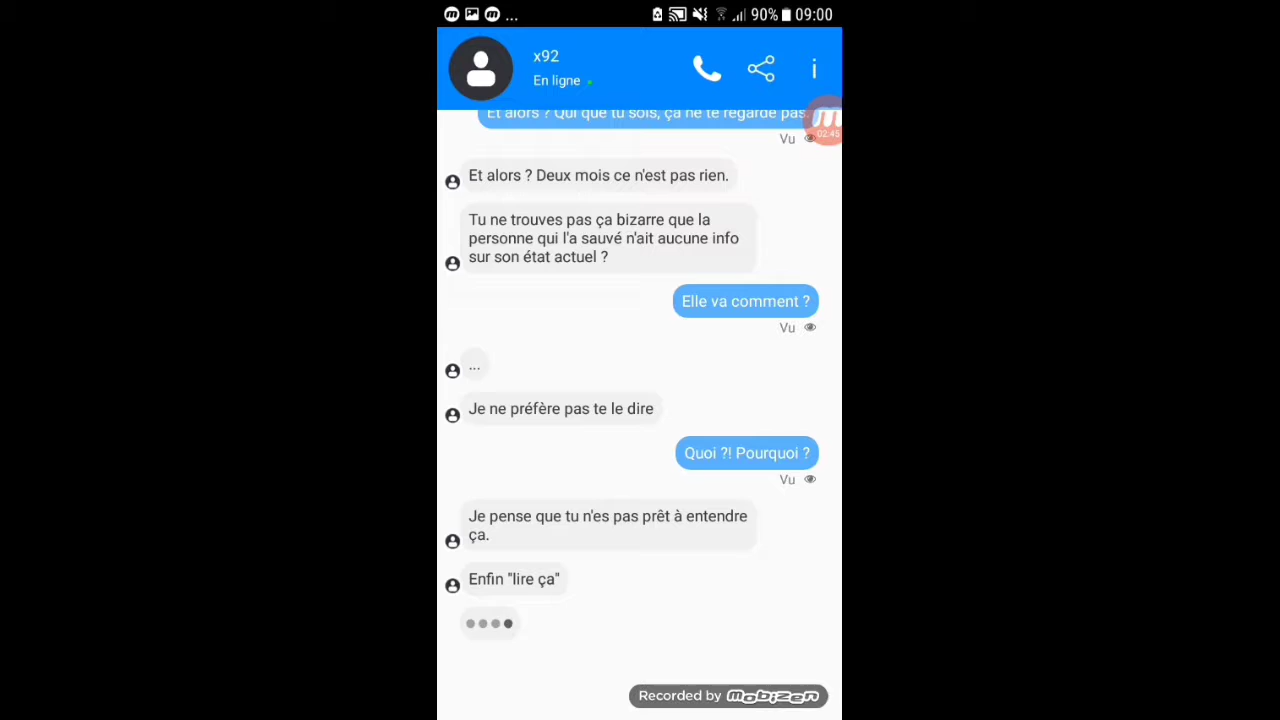 ... 90% 09:00
x92
En ligne
Et alors ? Qui que tu sois, ça ne te regarde pas.
02:45
Vu
Et alors ? Deux mois ce n'est pas rien.
Tu ne trouves pas ça bizarre que la
personne qui l'a sauvé n'ait aucune info
sur son état actuel ?
Elle va comment ?
Vu
...
Je ne préfère pas te le dire
Quoi ?! Pourquoi ?
Vu
Je pense que tu n'es pas prêt à entendre
ça.
Enfin "lire ça"
Recorded by mobizen